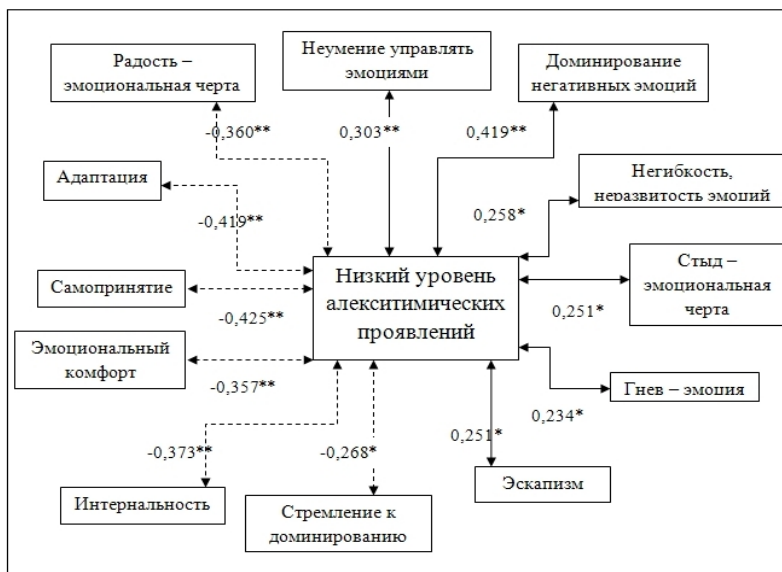 Радость –
эмоциональная черта
Неумение управлять
эмоциями
Доминирование
негативных эмоций
-0,360**
0,303**
0,419**
Адаптация
Негибкость,
неразвитость эмоций
-0,419**
0,258*
Самопринятие
Низкий уровень
алекситимических
проявлений
Стыд –
эмоциональная
черта
-0,425**
0,251*
Эмоциональный
комфорт
-0,357**
Гнев – эмоция
0,234*
-0,373**
-0,268*
0,251*
Интернальность
Стремление к
доминированию
Эскапизм